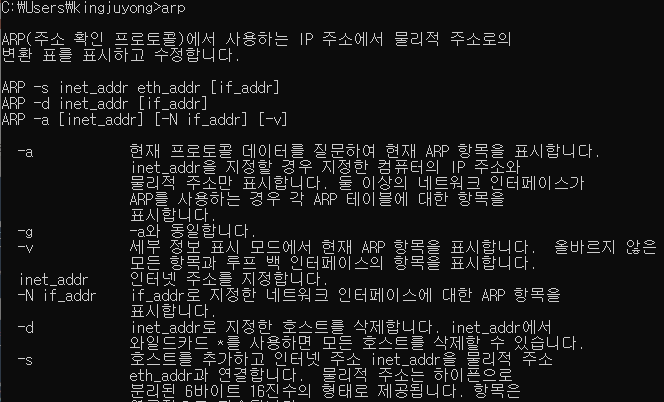 C:\Users\kingjuyong>arp
ARP(주소 확인 프로토콜)에서 사용하는 IP 주소에서 물리적 주소로의
변환 표를 표시하고 수정합니다.
ARP -s inet_addr eth_addr [if_addr]
ARP -d inet_addr [if_addr]
ARP -a [inet_addr] [-N if_addr] [-v]
-a 현재 프로토콜 데이터를 질문하여 현재 ARP 항목을 표시합니다.
inet_addr을 지정할 경우 지정한 컴퓨터의 IP 주소와
물리적 주소만 표시합니다. 둘 이상의 네트워크 인터페이스가
ARP를 사용하는 경우 각 ARP 테이블에 대한 항목을
표시합니다.
-g -a와 동일합니다.
-v 세부 정보 표시 모드에서 현재 ARP 항목을 표시합니다. 올바르지 않은
모든 항목과 루프 백 인터페이스의 항목을 표시합니다.
inet_addr 인터넷 주소를 지정합니다.
-N if_addr if_addr로 지정한 네트워크 인터페이스에 대한 ARP 항목을
표시합니다.
-d inet_addr로 지정한 호스트를 삭제합니다. inet_addr에서
와일드카드 *를 사용하면 모든 호스트를 삭제할 수 있습니다.
-s 호스트를 추가하고 인터넷 주소 inet_addr을 물리적 주소
eth_addr과 연결합니다. 물리적 주소는 하이픈으로
분리된 6바이트 16진수의 형태로 제공됩니다. 항목은